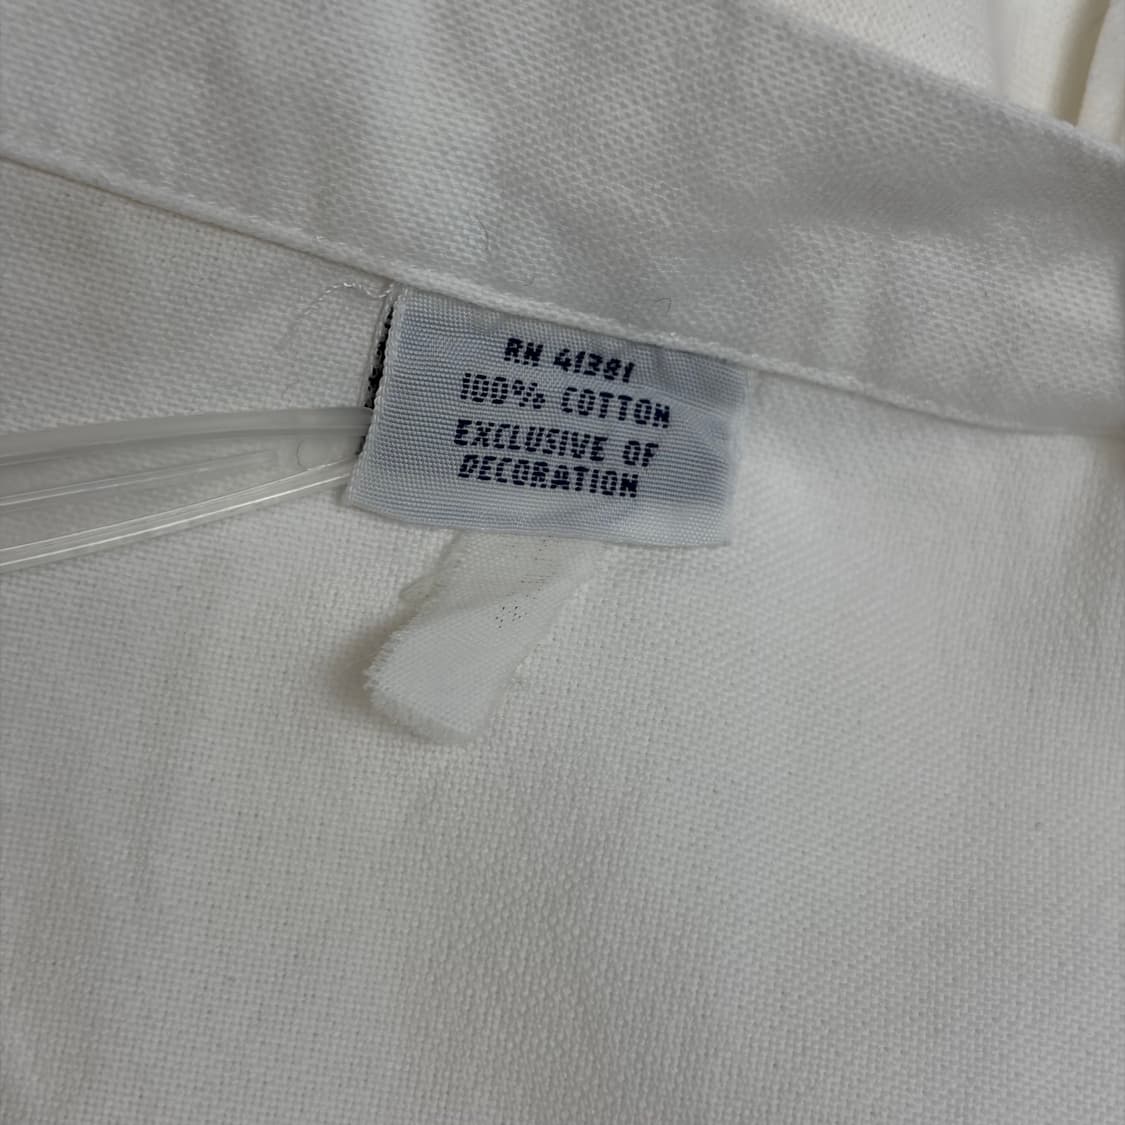 RN 41381
100% COTTON
EXCLUSIVE OF
DECORATION